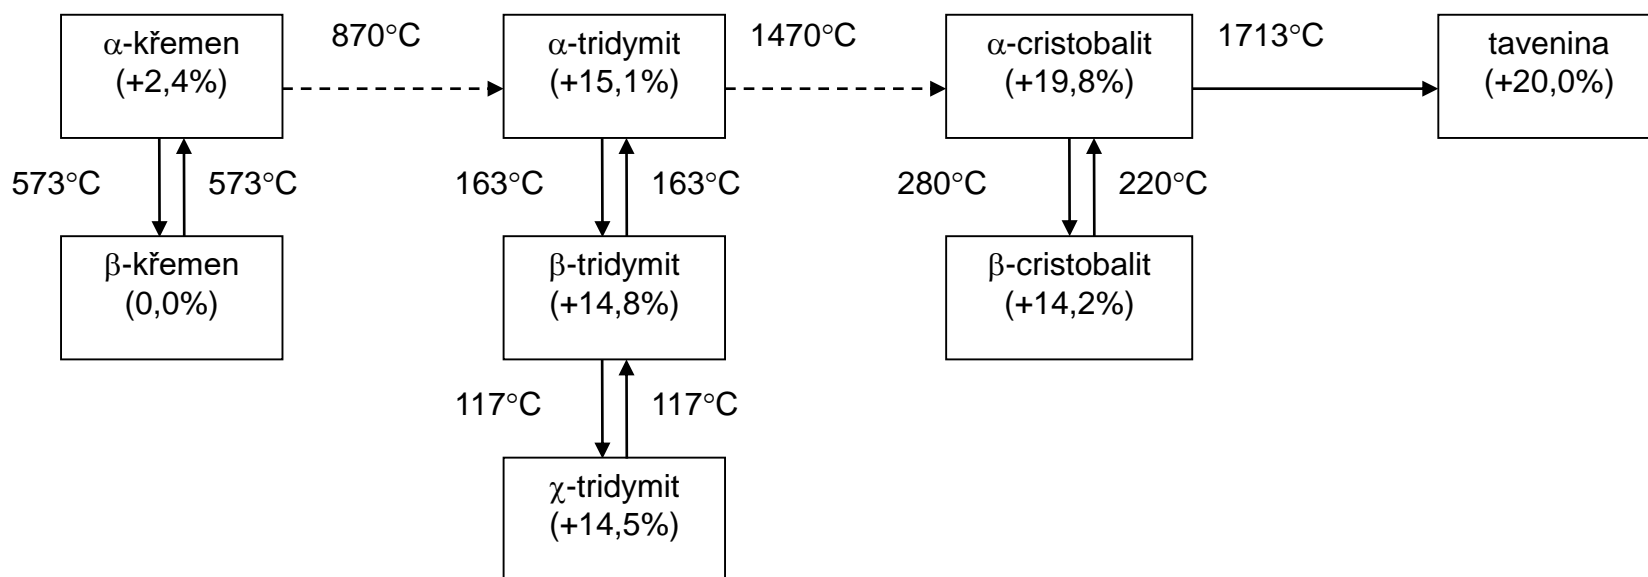 α-křemen
(+2,4%)
870°C
α-tridymit
(+15,1%)
1470°C
α-cristobalit
(+19,8%)
1713°C
tavenina
(+20,0%)
573°C
573°C
163°C
163°C
280°C
220°C
β-křemen
(0,0%)
β-tridymit
(+14,8%)
β-cristobalit
(+14,2%)
117°C
117°C
χ-tridymit
(+14,5%)